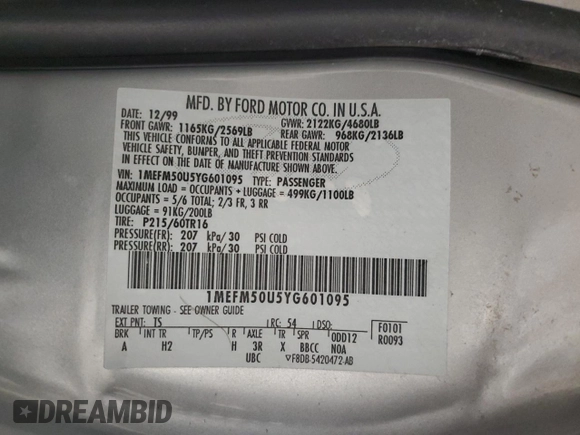 MFD. BY FORD MOTOR CO. IN U.S.A.
DATE: 12/99 GVWR: 2122KG/4680LB
FRONT GAWR: 1165KG/2569LB REAR GAWR: 968KG/2136LB
THIS VEHICLE CONFORMS TO ALL APPLICABLE FEDERAL MOTOR
VEHICLE SAFETY, BUMPER, AND THEFT PREVENTION STANDARDS
IN EFFECT ON THE DATE OF MANUFACTURE SHOWN ABOVE.
VIN: 1MEFM50U5YG601095 TYPE: PASSENGER
MAXIMUM LOAD = OCCUPANTS + LUGGAGE = 499KG/1100LB
OCCUPANTS = 5/6 TOTAL; 2/3 FR, 3 RR
LUGGAGE = 91KG/200LB
TIRE: P215/60TR16
PRESSURE(FR): 207 kPa/ 30 PSI COLD
PRESSURE(RR): 207 kPa/ 30 PSI COLD
1MEFM50U5YG601095
TRAILER TOWING - SEE OWNER GUIDE
EXT PNT: TS RC: 54 DSO: F0101
BRK INT TR TP/PS R AXLE TR SPR ODD12 R0093
A H2 H 3R X BBCC NOA
UBC F8DB-5420472-AB
DREAMBID